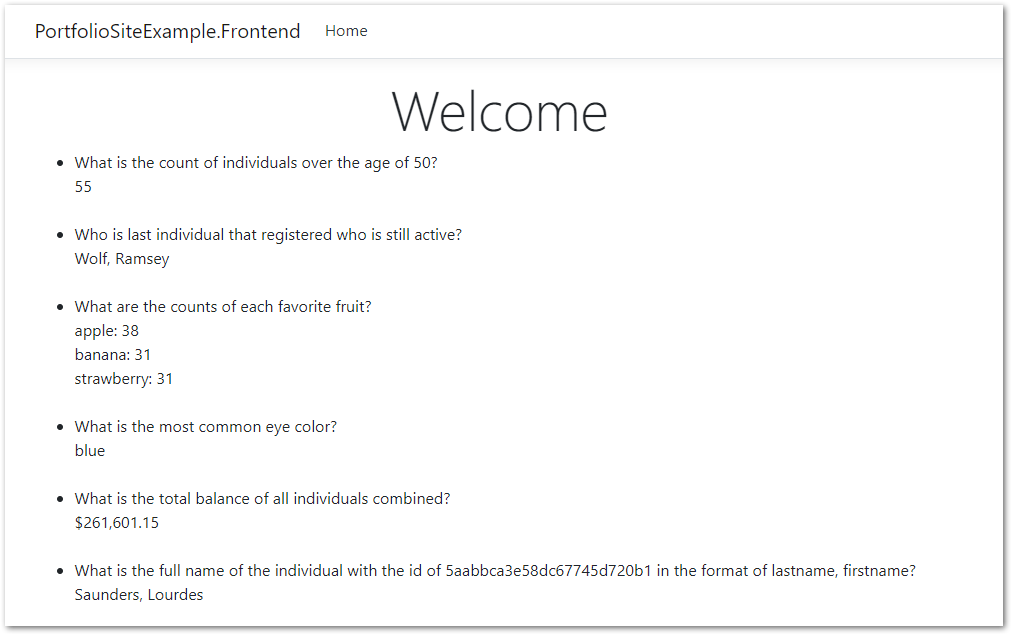 PortfolioSiteExample.Frontend Home
Welcome
What is the count of individuals over the age of 50?
55
Who is last individual that registered who is still active?
Wolf, Ramsey
What are the counts of each favorite fruit?
apple: 38
banana: 31
strawberry: 31
What is the most common eye color?
blue
What is the total balance of all individuals combined?
$261,601.15
What is the full name of the individual with the id of 5aabbca3e58dc67745d720b1 in the format of lastname, firstname?
Saunders, Lourdes